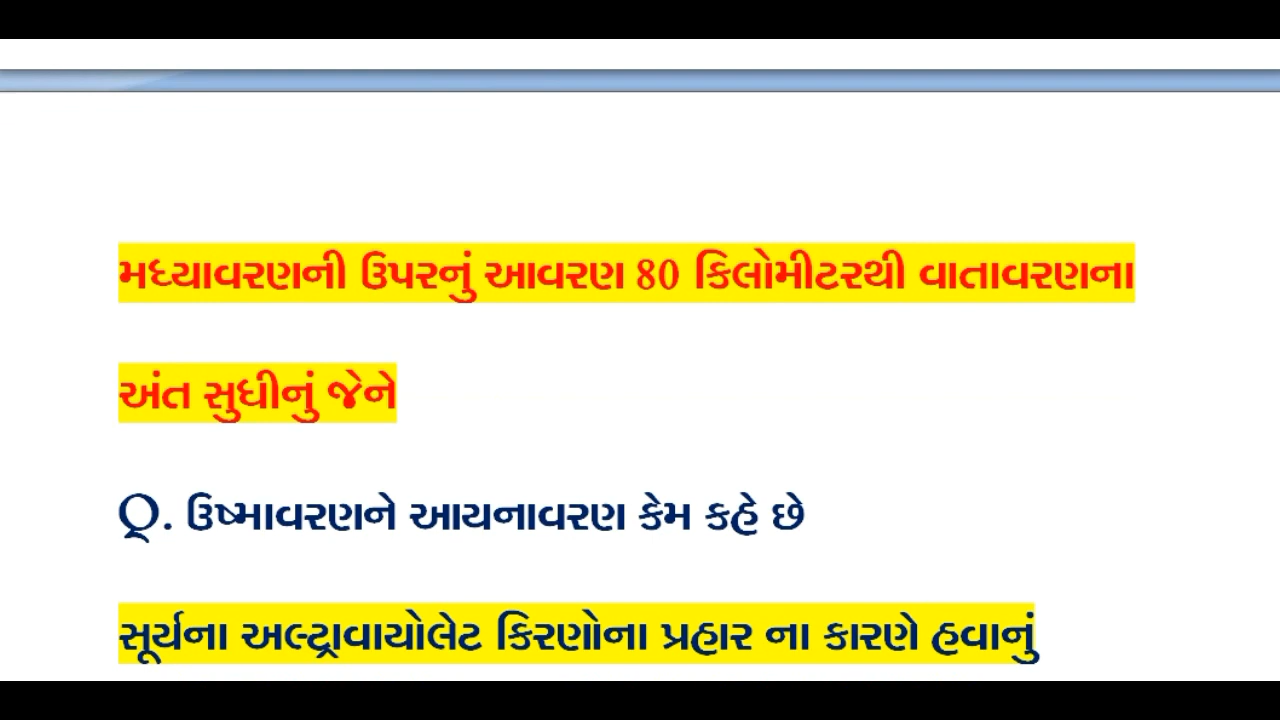 મધ્યાવરણની ઉપરનું આવરણ 80 કિલોમીટરથી વાતાવરણના
અંત સુધીનું જેને
Q. ઉષ્માવરણને આયનાવરણ કેમ કહે છે
સૂર્યના અલ્ટ્રાવાયોલેટ કિરણોના પ્રહાર ના કારણે હવાનું